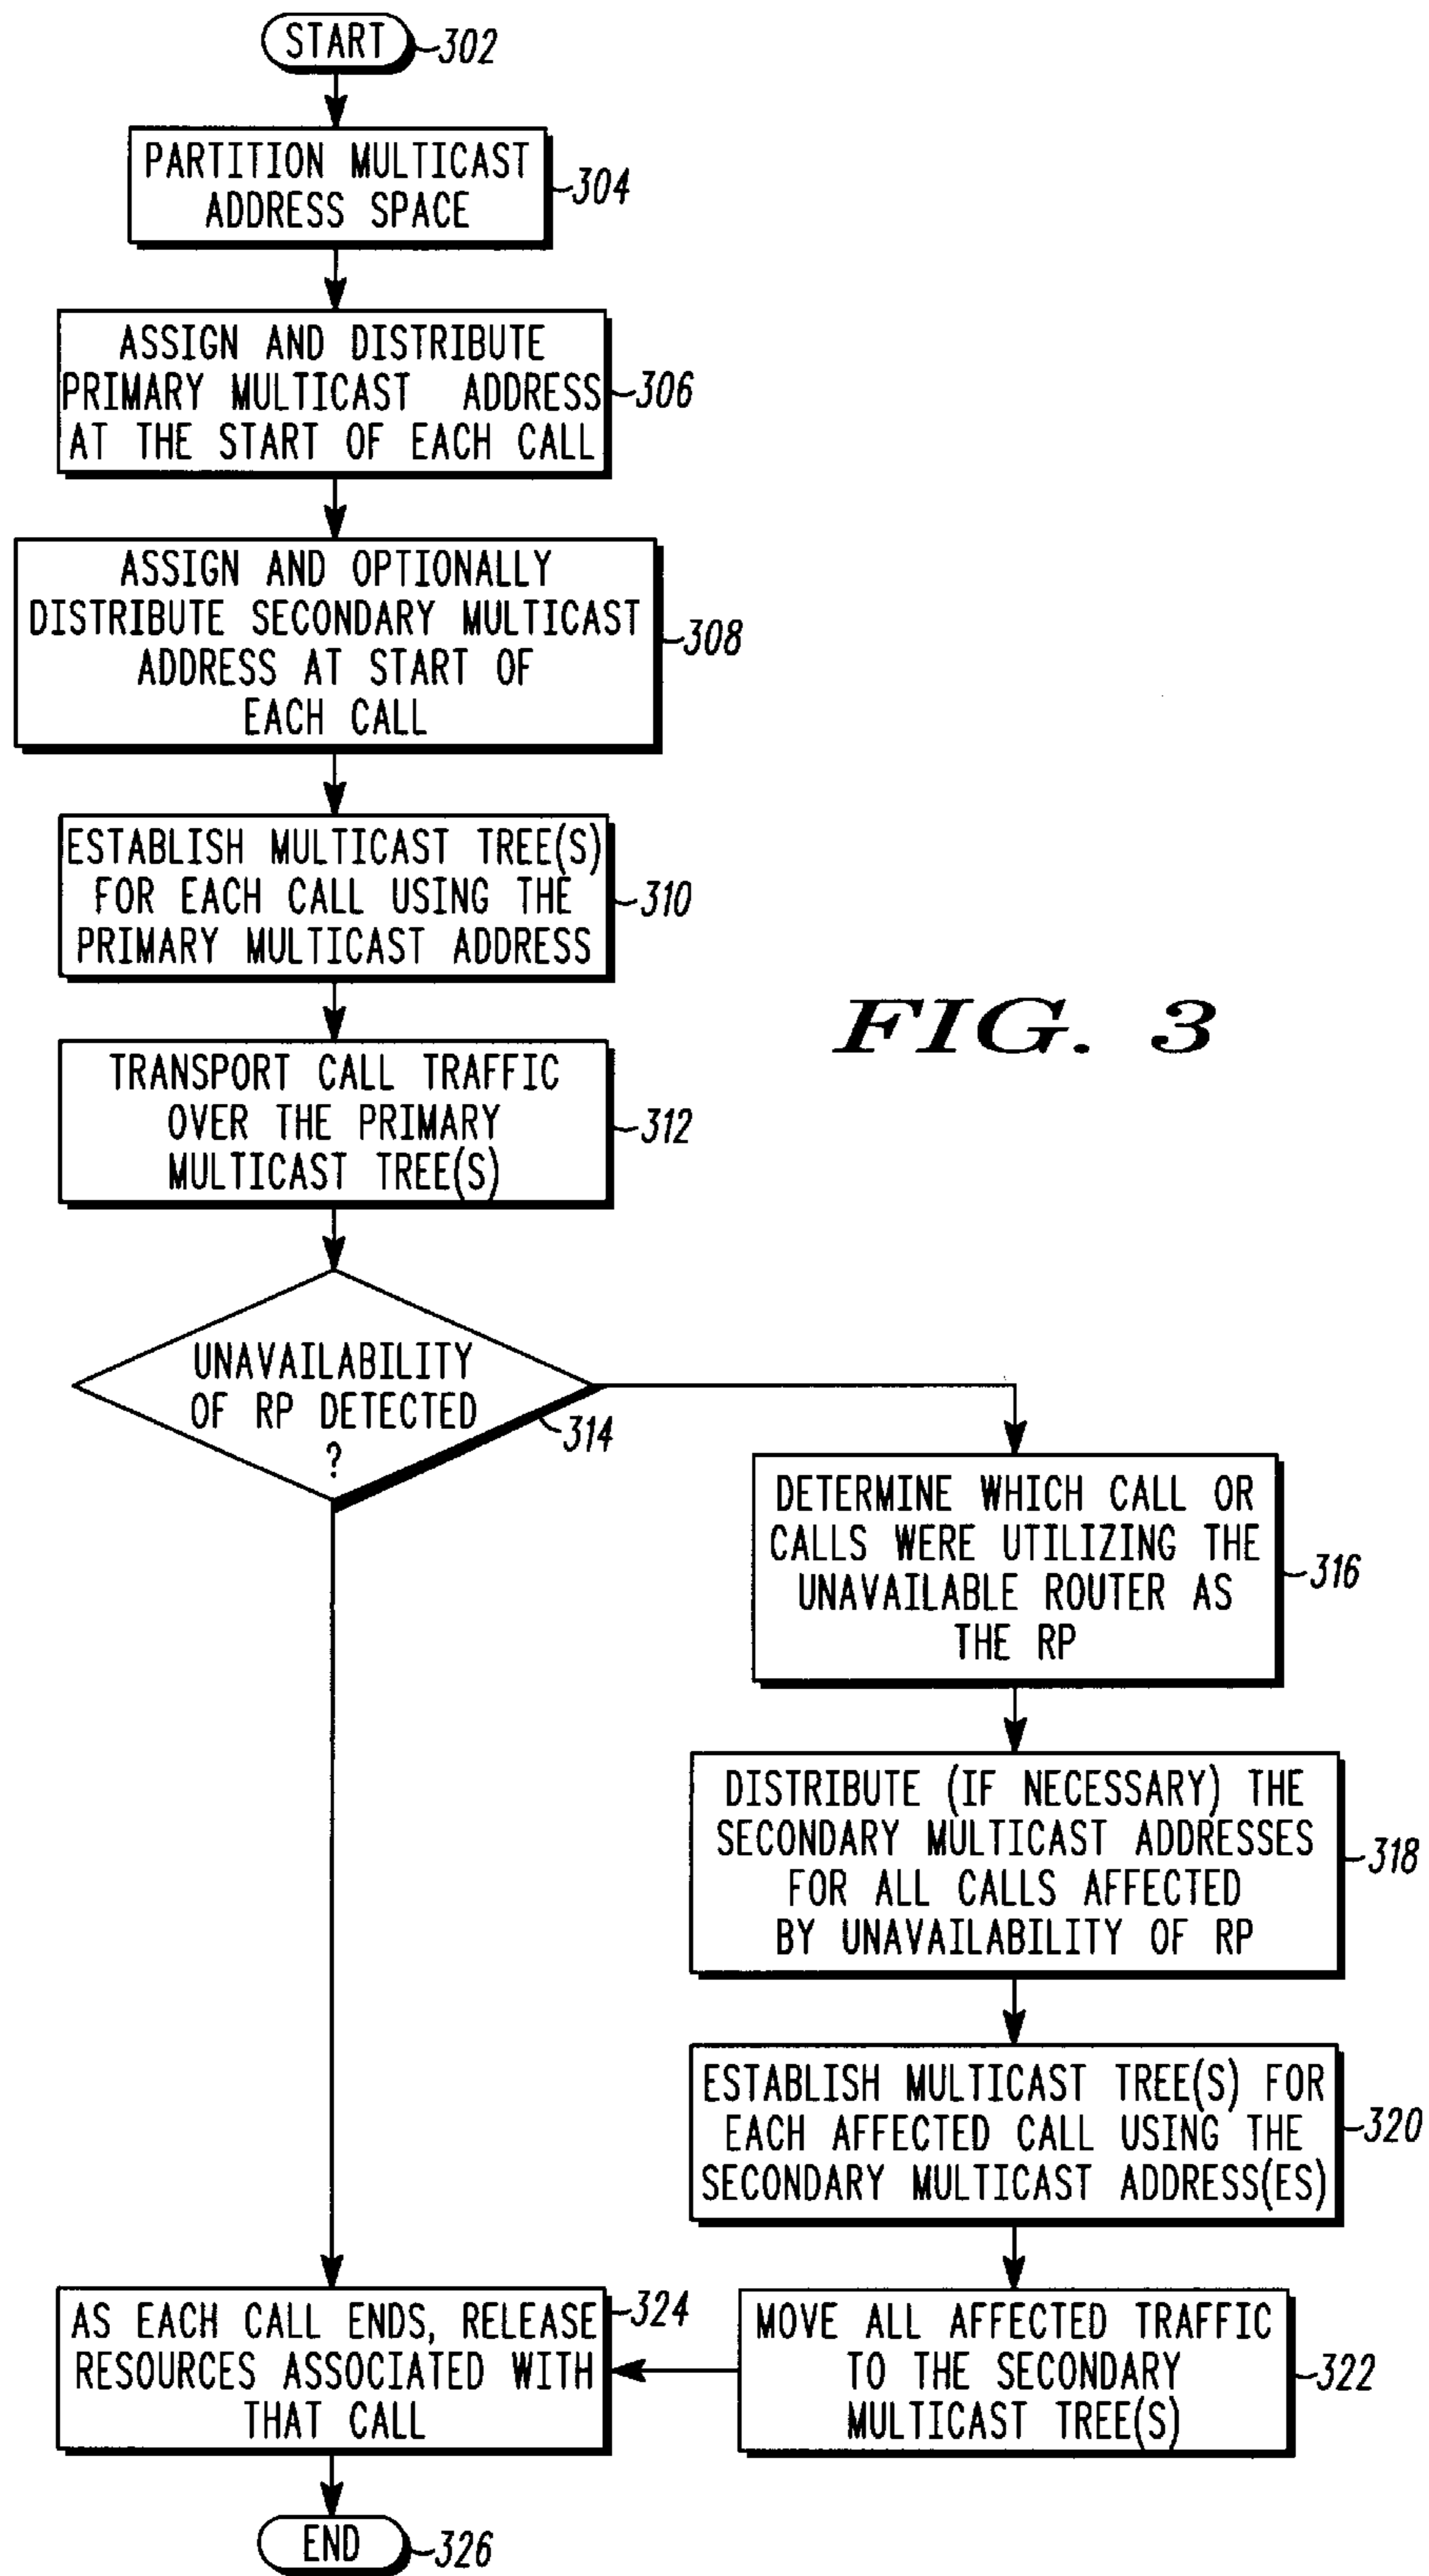 START
302
PARTITION MULTICAST
ADDRESS SPACE
304
ASSIGN AND DISTRIBUTE
PRIMARY MULTICAST ADDRESS
AT THE START OF EACH CALL
306
ASSIGN AND OPTIONALLY
DISTRIBUTE SECONDARY MULTICAST
ADDRESS AT START OF
EACH CALL
308
ESTABLISH MULTICAST TREE(S)
FOR EACH CALL USING THE
PRIMARY MULTICAST ADDRESS
310
FIG. 3
TRANSPORT CALL TRAFFIC
OVER THE PRIMARY
MULTICAST TREE(S)
312
UNAVAILABILITY
OF RP DETECTED
?
314
DETERMINE WHICH CALL OR
CALLS WERE UTILIZING THE
UNAVAILABLE ROUTER AS
THE RP
316
DISTRIBUTE (IF NECESSARY) THE
SECONDARY MULTICAST ADDRESSES
FOR ALL CALLS AFFECTED
BY UNAVAILABILITY OF RP
318
ESTABLISH MULTICAST TREE(S) FOR
EACH AFFECTED CALL USING THE
SECONDARY MULTICAST ADDRESS(ES)
320
MOVE ALL AFFECTED TRAFFIC
TO THE SECONDARY
MULTICAST TREE(S)
322
AS EACH CALL ENDS, RELEASE
RESOURCES ASSOCIATED WITH
THAT CALL
324
END
326